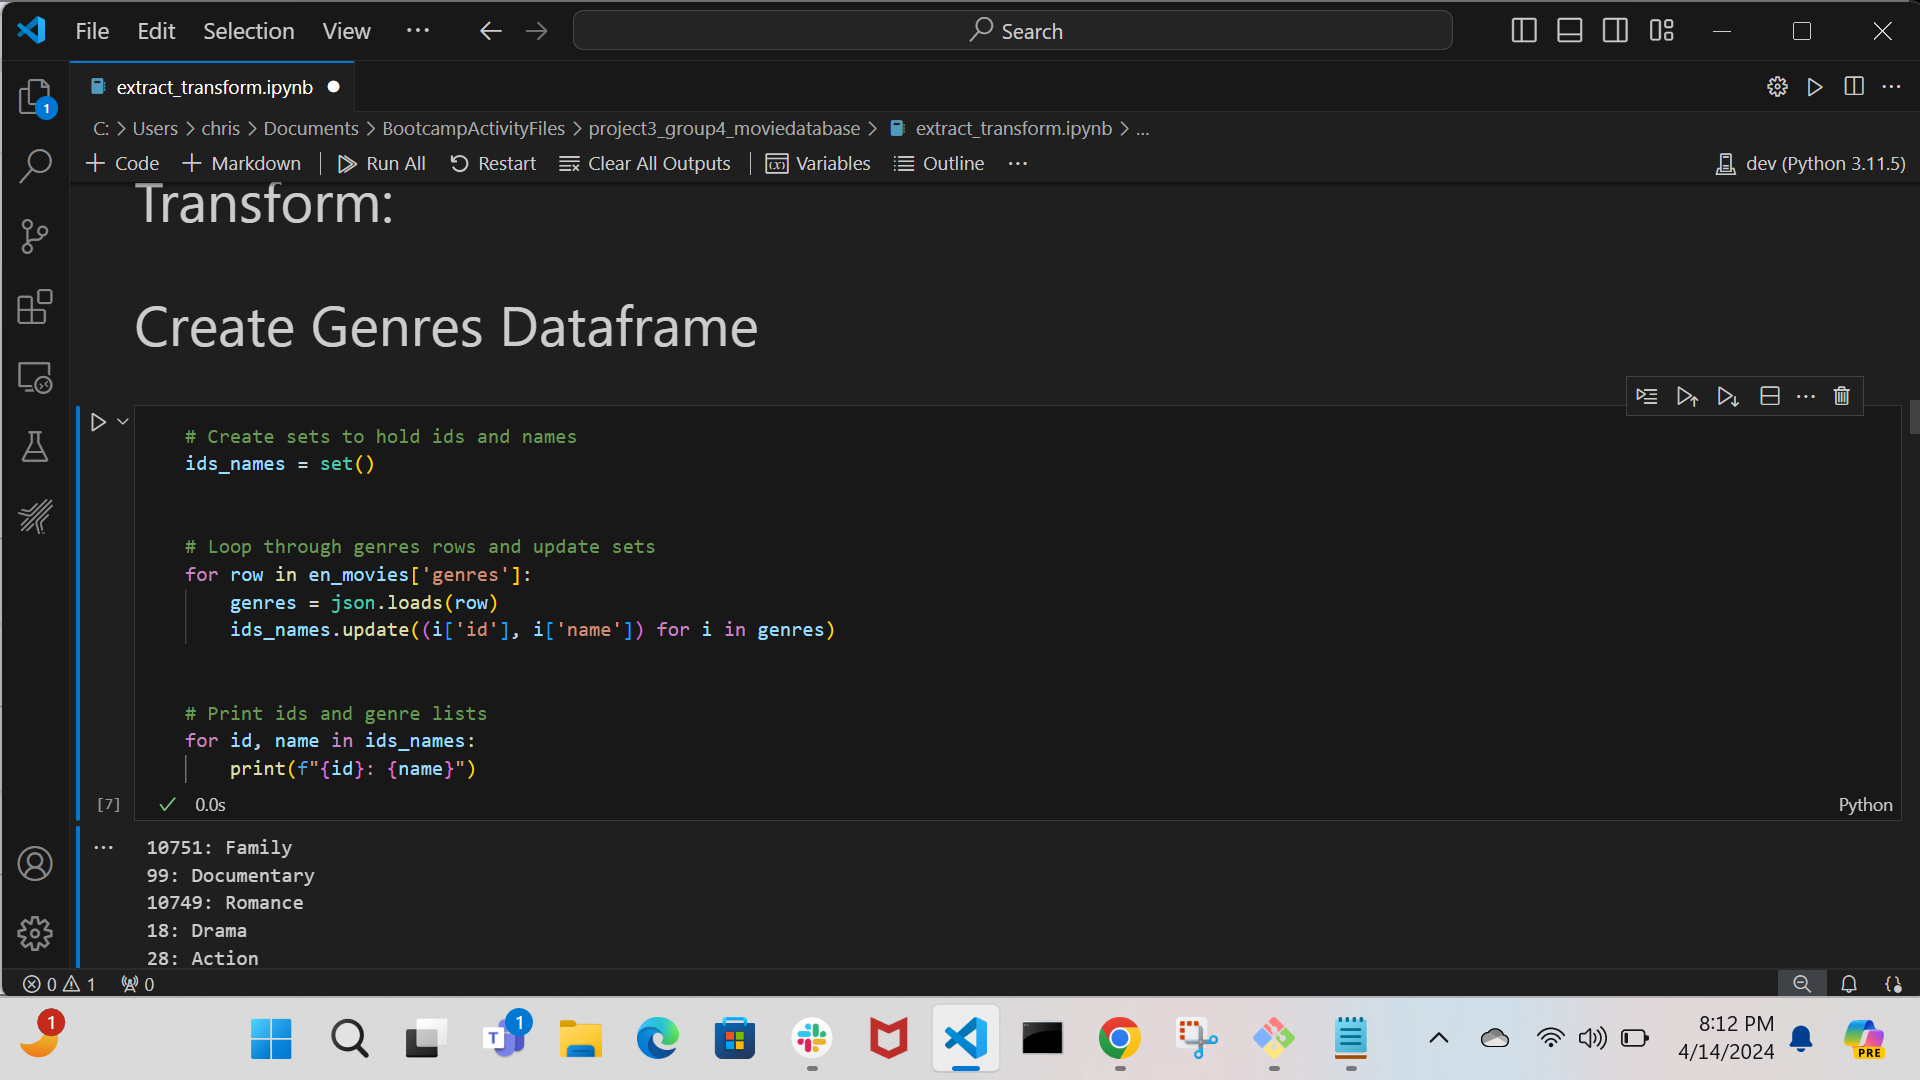 File Edit Selection View ··· Search
1
extract_transform.ipynb
C: > Users > chris > Documents > BootcampActivityFiles > project3_group4_moviedatabase > extract_transform.ipynb > ...
+ Code + Markdown Run All Restart Clear All Outputs (x) Variables Outline ··· dev (Python 3.11.5)
Transform:
Create Genres Dataframe
# Create sets to hold ids and names
ids_names = set()
# Loop through genres rows and update sets
for row in en_movies['genres']:
    genres = json.loads(row)
    ids_names.update((i['id'], i['name']) for i in genres)
# Print ids and genre lists
for id, name in ids_names:
    print(f"{id}: {name}")
[7] 0.0s Python
10751: Family
99: Documentary
10749: Romance
18: Drama
28: Action
0 1 0
1 T 1 PRE
8:12 PM
4/14/2024